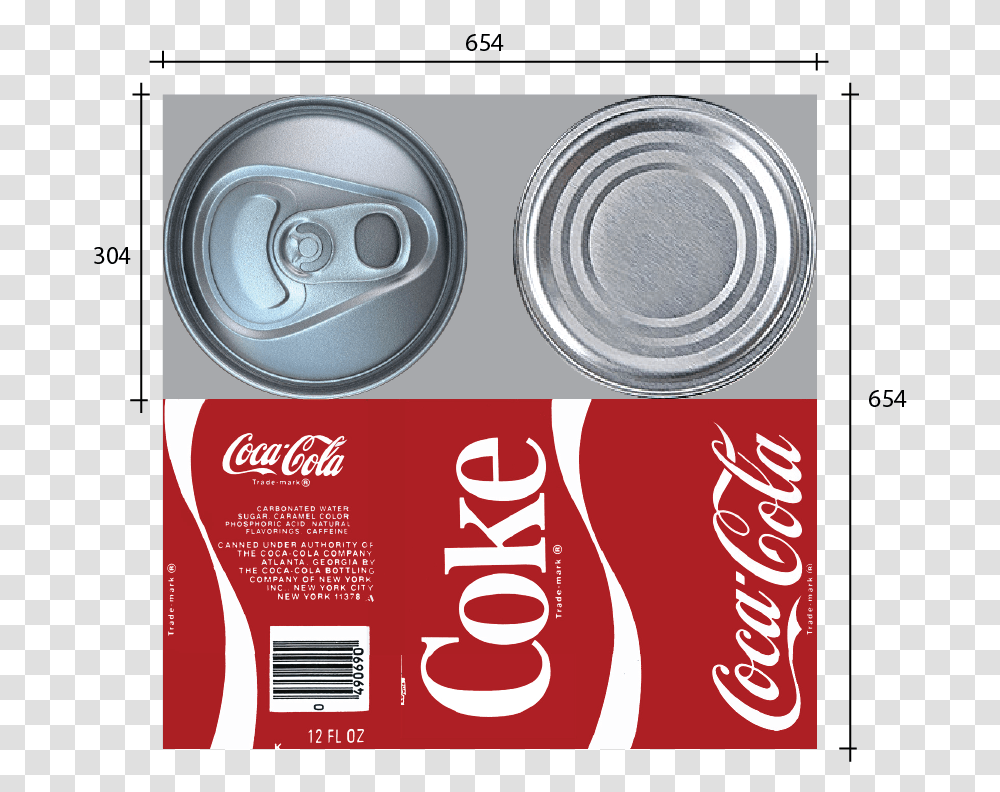 654
304
654
Coca-Cola
Trade-mark ®
CARBONATED WATER
SUGAR, CARAMEL COLOR
PHOSPHORIC ACID, NATURAL
FLAVORINGS, CAFFEINE
CANNED UNDER AUTHORITY OF
THE COCA-COLA COMPANY
ATLANTA, GEORGIA BY
THE COCA-COLA BOTTLING
COMPANY OF NEW YORK
INC., NEW YORK CITY
NEW YORK 11378 A
Trade-mark ®
490690
0
12 FL OZ
K
Coke
Trade-mark ®
Coca-Cola
Trade-mark ®